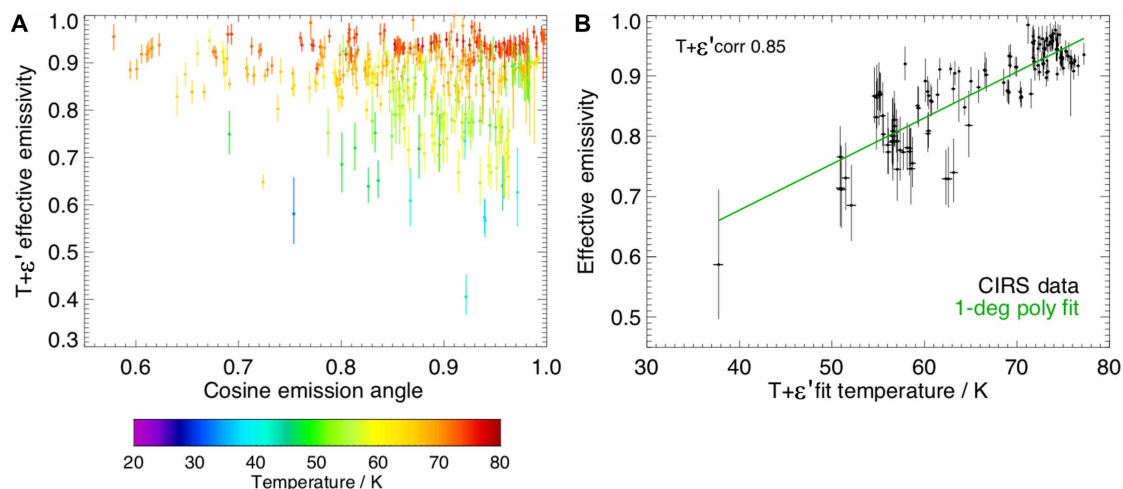 A
T+ε' effective emissivity
1.0
0.9
0.8
0.7
0.6
0.5
0.4
0.3
0.6 0.7 0.8 0.9 1.0
Cosine emission angle
20 30 40 50 60 70 80
Temperature / K
B
Effective emissivity
1.0
0.9
0.8
0.7
0.6
0.5
T+ε'corr 0.85
CIRS data
1-deg poly fit
30 40 50 60 70 80
T+ε'fit temperature / K